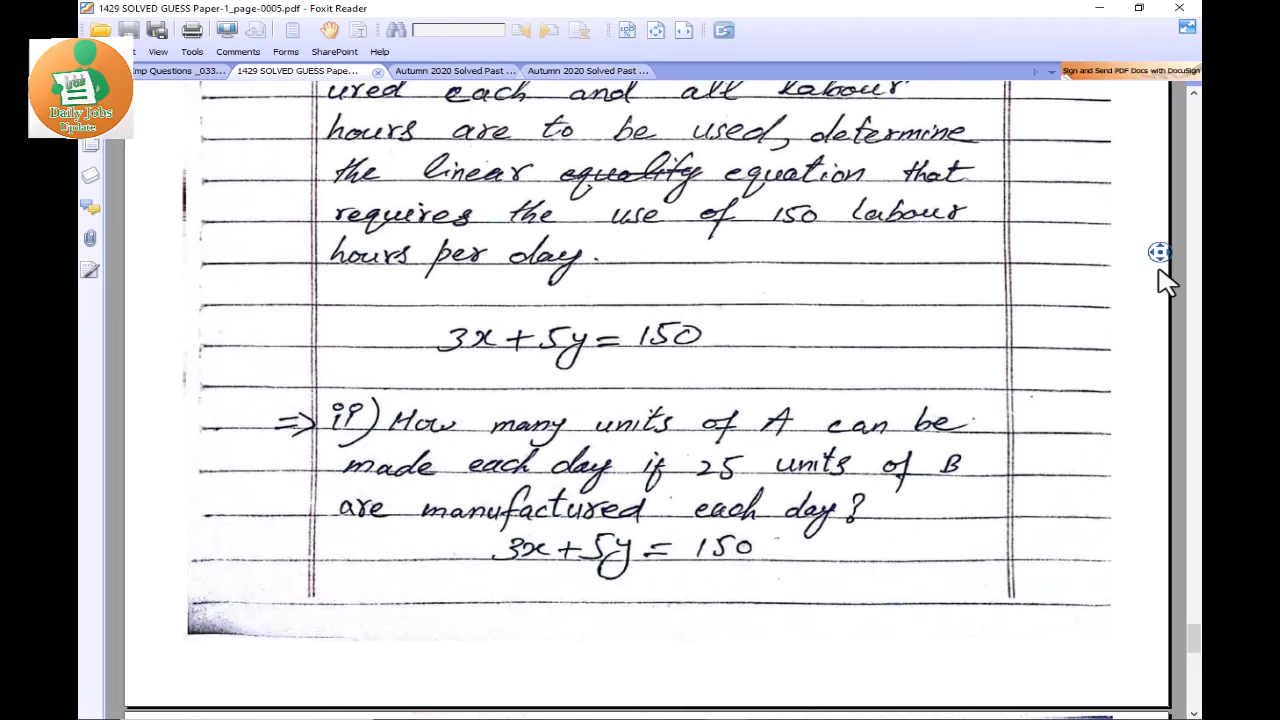 1429 SOLVED GUESS Paper-1_page-0005.pdf - Foxit Reader
View Tools Comments Forms SharePoint Help
mp Questions _033... 1429 SOLVED GUESS Pape... Autumn 2020 Solved Past ... Autumn 2020 Solved Past ... Sign and Send PDF Docs with DocuSign
JOBS
Daily Jobs
Update
ured each and all labour
hours are to be used, determine
the linear equality equation that
requires the use of 150 labour
hours per day.
3x + 5y = 150
=> ii) How many units of A can be
made each day if 25 units of B
are manufactured each day?
3x + 5y = 150